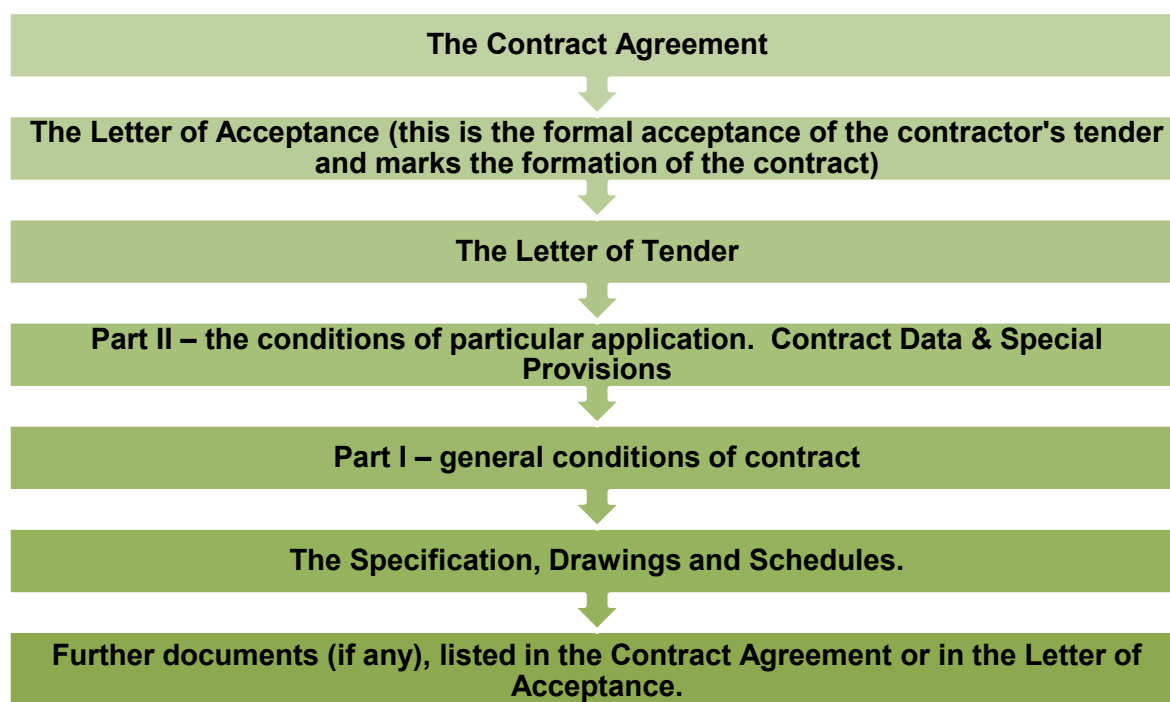 The Contract Agreement
The Letter of Acceptance (this is the formal acceptance of the contractor's tender
and marks the formation of the contract)
The Letter of Tender
Part II – the conditions of particular application.  Contract Data & Special
Provisions
Part I – general conditions of contract
The Specification, Drawings and Schedules.
Further documents (if any), listed in the Contract Agreement or in the Letter of
Acceptance.